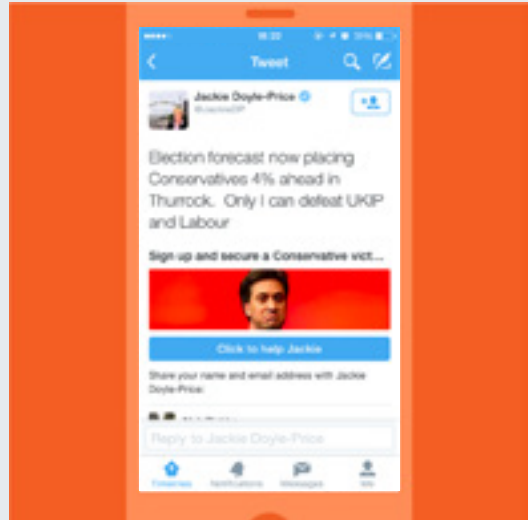 18:23
Tweet
Jackie Doyle-Price
@JackieDP
Election forecast now placing
Conservatives 4% ahead in
Thurrock. Only I can defeat UKIP
and Labour
Sign up and secure a Conservative vict...
Click to help Jackie
Share your name and email address with Jackie
Doyle-Price:
Reply to Jackie Doyle-Price
Timelines Notifications Messages Me